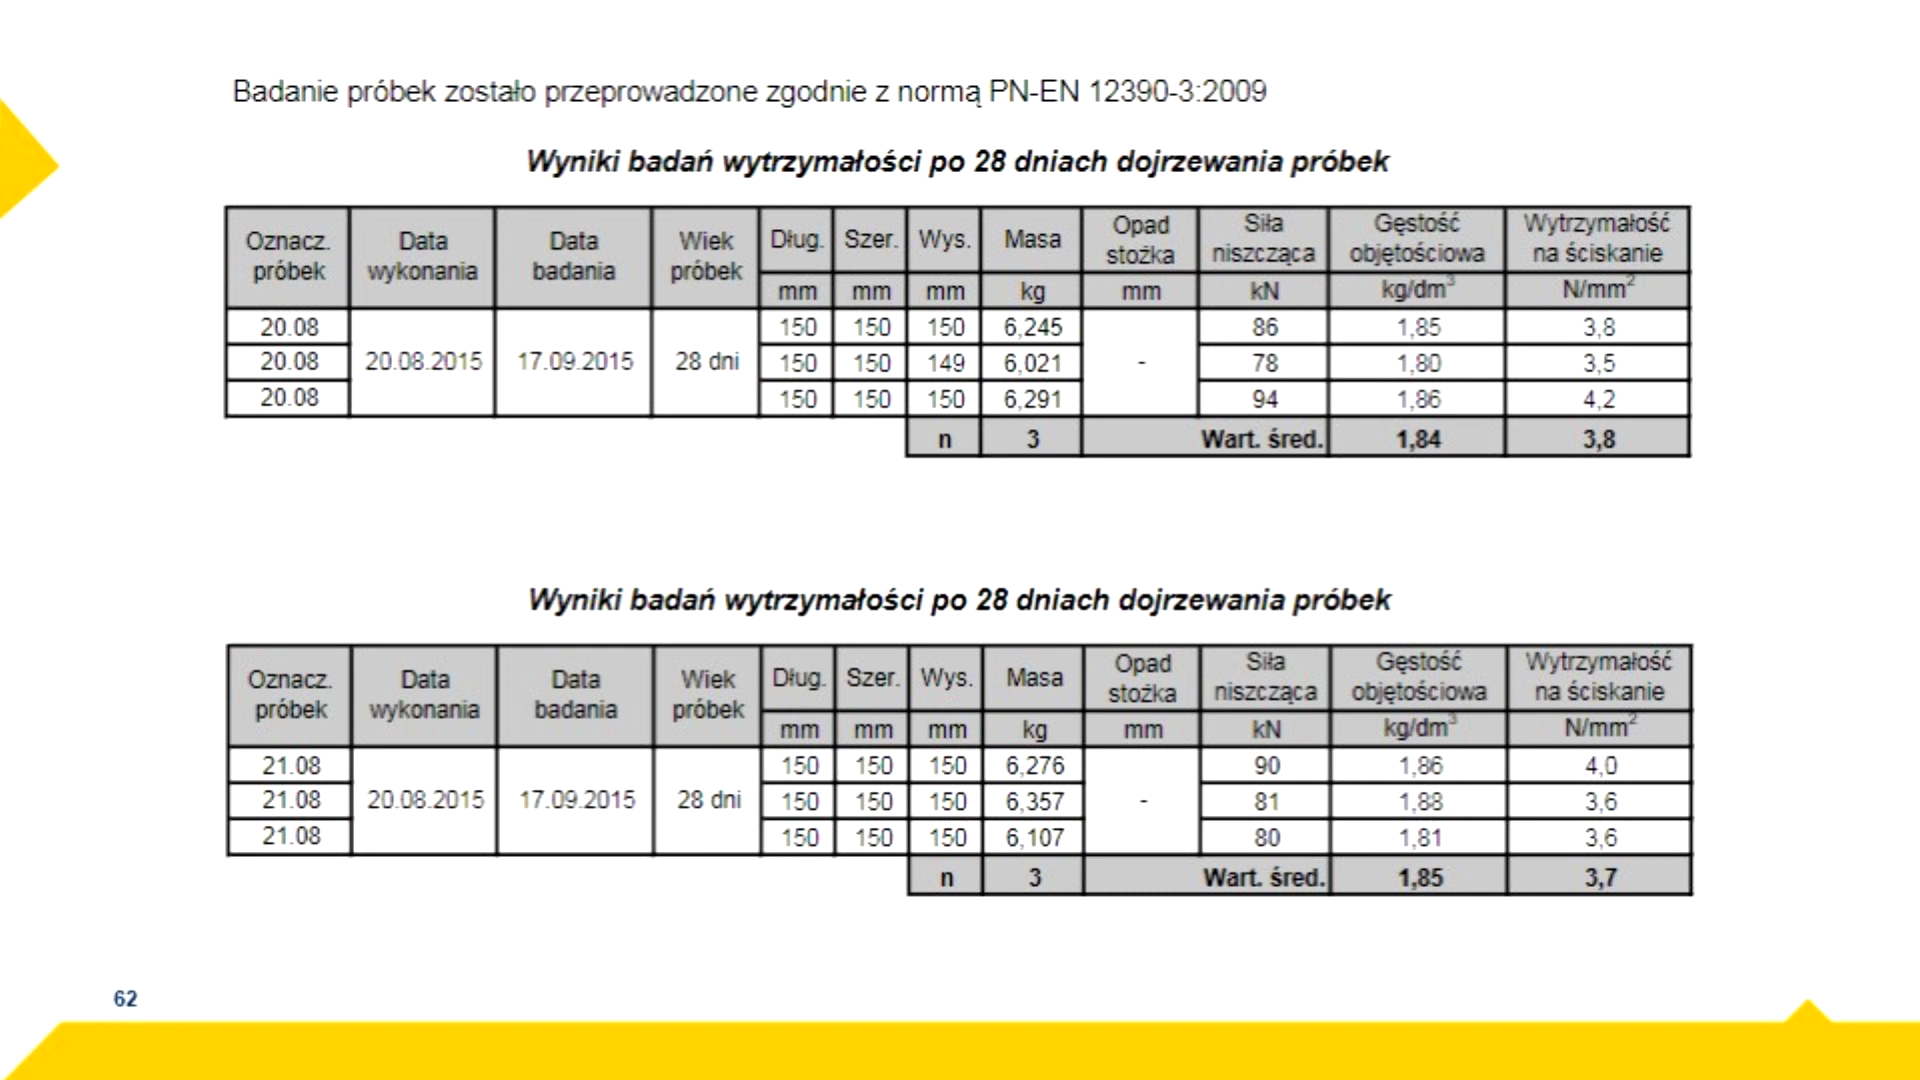 Badanie próbek zostało przeprowadzone zgodnie z normą PN-EN 12390-3:2009
Wyniki badań wytrzymałości po 28 dniach dojrzewania próbek
Oznacz. próbek Data wykonania Data badania Wiek próbek Dług. Szer. Wys. Masa Opad stożka Siła niszcząca Gęstość objętościowa Wytrzymałość na ściskanie
mm mm mm kg mm kN kg/dm³ N/mm²
20.08 150 150 150 6,245 86 1,85 3,8
20.08 20.08.2015 17.09.2015 28 dni 150 150 149 6,021 - 78 1,80 3,5
20.08 150 150 150 6,291 94 1,86 4,2
n 3 Wart. śred. 1,84 3,8
Wyniki badań wytrzymałości po 28 dniach dojrzewania próbek
Oznacz. próbek Data wykonania Data badania Wiek próbek Dług. Szer. Wys. Masa Opad stożka Siła niszcząca Gęstość objętościowa Wytrzymałość na ściskanie
mm mm mm kg mm kN kg/dm³ N/mm²
21.08 150 150 150 6,276 90 1,86 4,0
21.08 20.08.2015 17.09.2015 28 dni 150 150 150 6,357 - 81 1,88 3,6
21.08 150 150 150 6,107 80 1,81 3,6
n 3 Wart. śred. 1,85 3,7
62